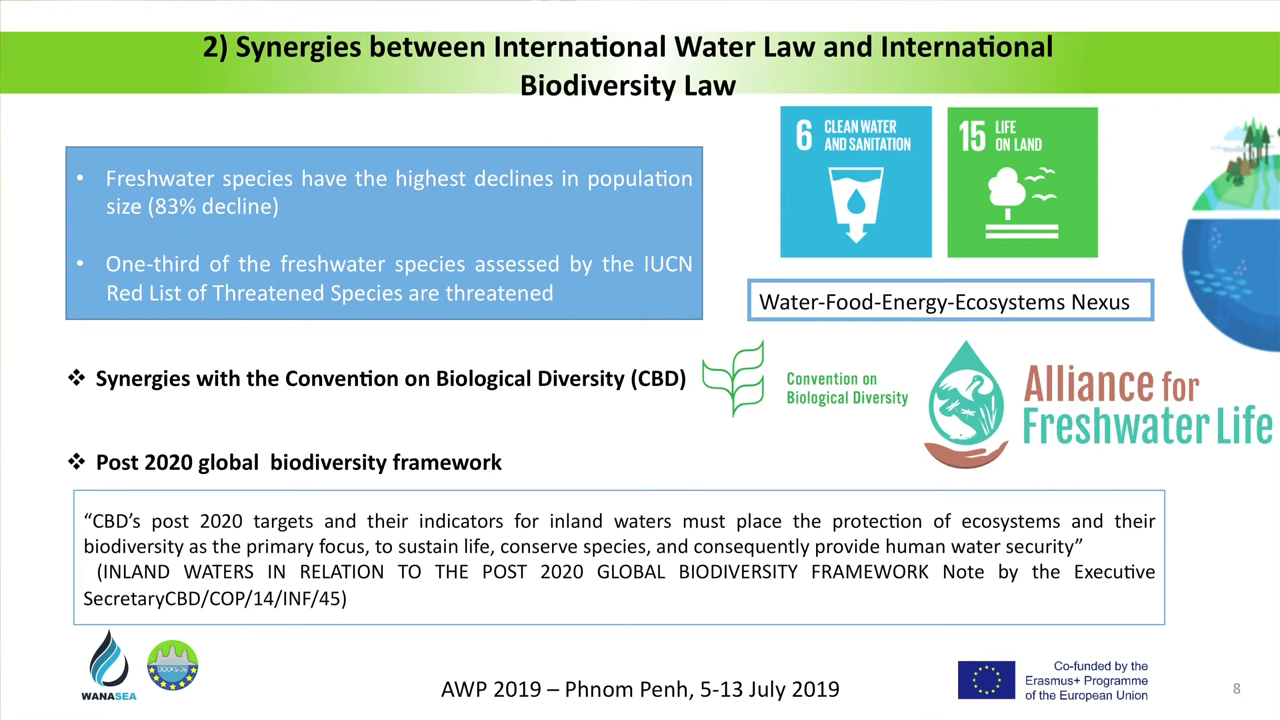 2) Synergies between International Water Law and International
Biodiversity Law
6 CLEAN WATER
AND SANITATION
15 LIFE
ON LAND
• Freshwater species have the highest declines in population
size (83% decline)
• One-third of the freshwater species assessed by the IUCN
Red List of Threatened Species are threatened
Water-Food-Energy-Ecosystems Nexus
❖ Synergies with the Convention on Biological Diversity (CBD)
Convention on
Biological Diversity
Alliance for
Freshwater Life
❖ Post 2020 global biodiversity framework
“CBD’s post 2020 targets and their indicators for inland waters must place the protection of ecosystems and their
biodiversity as the primary focus, to sustain life, conserve species, and consequently provide human water security”
(INLAND WATERS IN RELATION TO THE POST 2020 GLOBAL BIODIVERSITY FRAMEWORK Note by the Executive
SecretaryCBD/COP/14/INF/45)
WANASEA
AWP 2019 – Phnom Penh, 5-13 July 2019
Co-funded by the
Erasmus+ Programme
of the European Union
8